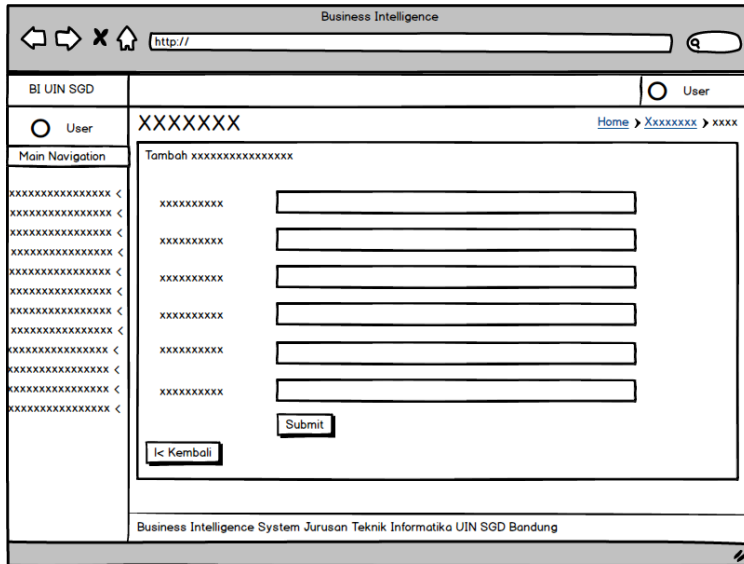 Business Intelligence
http://
BI UIN SGD
User
User
XXXXXXX
Home > Xxxxxxxx > xxxx
Main Navigation
Tambah xxxxxxxxxxxxxxxx
xxxxxxxxxxxxxxxx <
xxxxxxxxxxxxxxxx <
xxxxxxxxxxxxxxxx <
xxxxxxxxxxxxxxxx <
xxxxxxxxxxxxxxxx <
xxxxxxxxxxxxxxxx <
xxxxxxxxxxxxxxxx <
xxxxxxxxxxxxxxxx <
xxxxxxxxxxxxxxxx <
xxxxxxxxxxxxxxxx <
xxxxxxxxxxxxxxxx <
xxxxxxxxxxxxxxxx <
xxxxxxxxxx
xxxxxxxxxx
xxxxxxxxxx
xxxxxxxxxx
xxxxxxxxxx
xxxxxxxxxx
Submit
I< Kembali
Business Intelligence System Jurusan Teknik Informatika UIN SGD Bandung